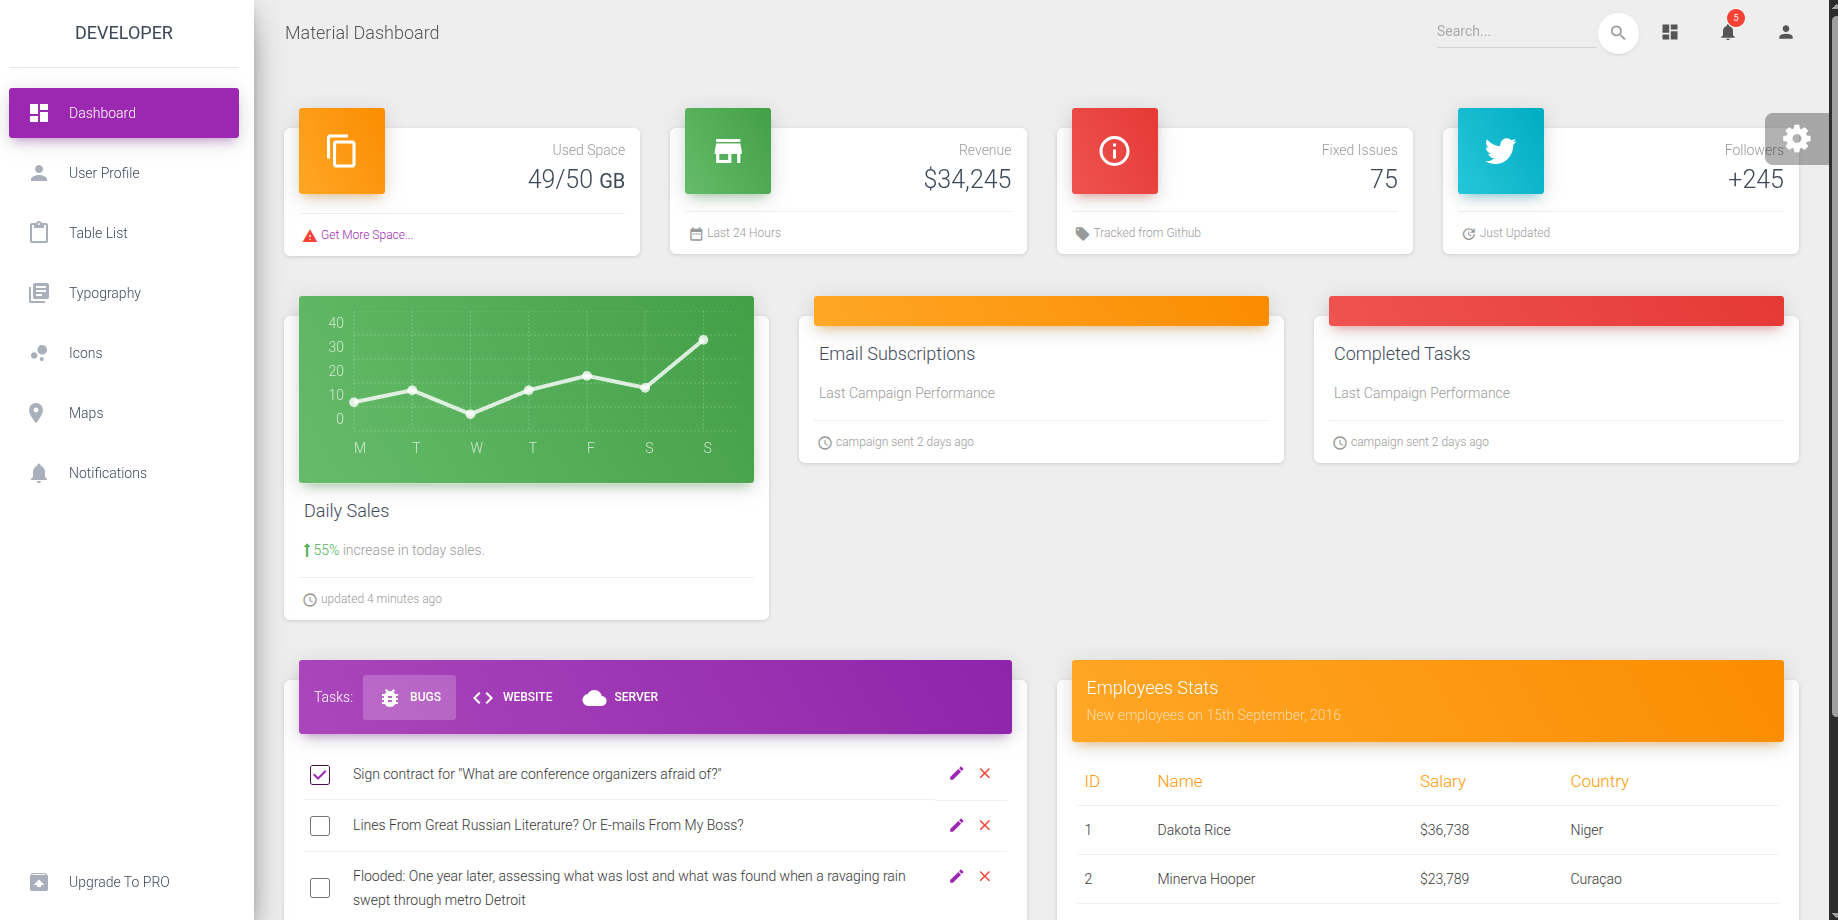 DEVELOPER
Dashboard
User Profile
Table List
Typography
Icons
Maps
Notifications
Upgrade To PRO
Material Dashboard
Search...
5
Used Space
49/50 GB
Get More Space...
Revenue
$34,245
Last 24 Hours
Fixed Issues
75
Tracked from Github
Followers
+245
Just Updated
40
30
20
10
0
M T W T F S S
Daily Sales
55% increase in today sales.
updated 4 minutes ago
Email Subscriptions
Last Campaign Performance
campaign sent 2 days ago
Completed Tasks
Last Campaign Performance
campaign sent 2 days ago
Tasks: BUGS WEBSITE SERVER
Sign contract for "What are conference organizers afraid of?"
Lines From Great Russian Literature? Or E-mails From My Boss?
Flooded: One year later, assessing what was lost and what was found when a ravaging rain
swept through metro Detroit
Employees Stats
New employees on 15th September, 2016
ID Name Salary Country
1 Dakota Rice $36,738 Niger
2 Minerva Hooper $23,789 Curaçao